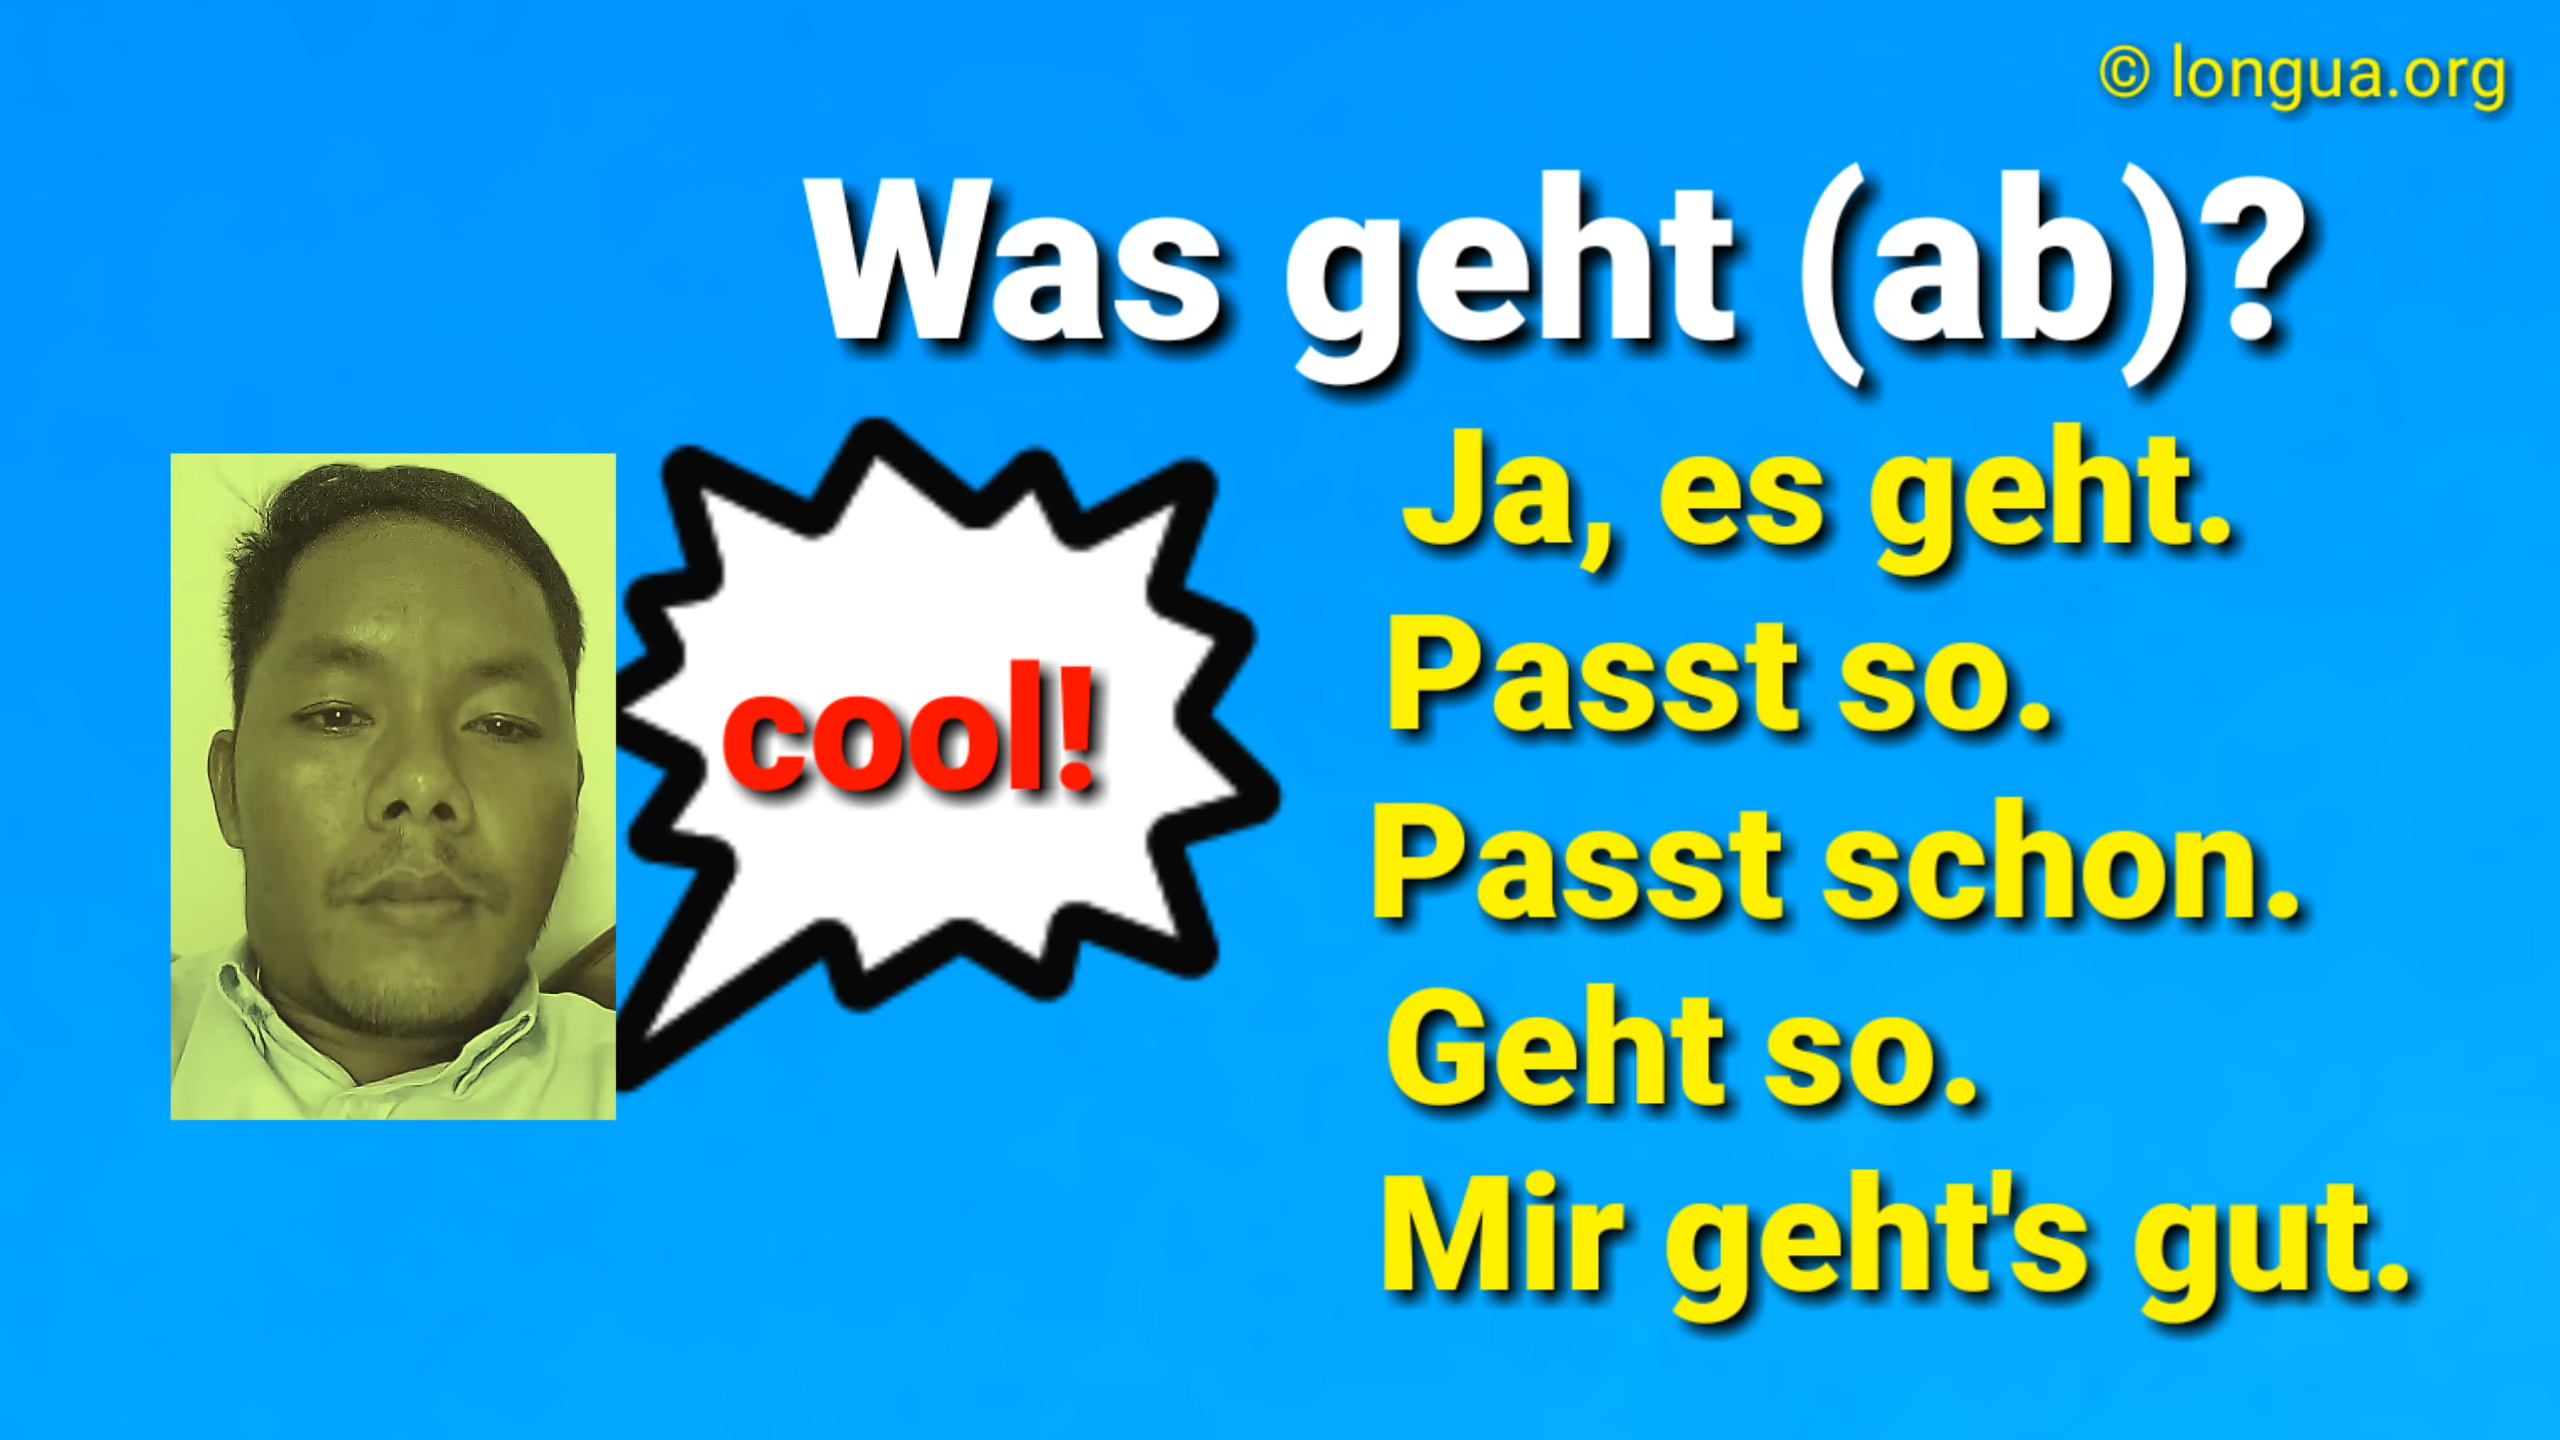 © longua.org
Was geht (ab)?
cool!
Ja, es geht.
Passt so.
Passt schon.
Geht so.
Mir geht's gut.